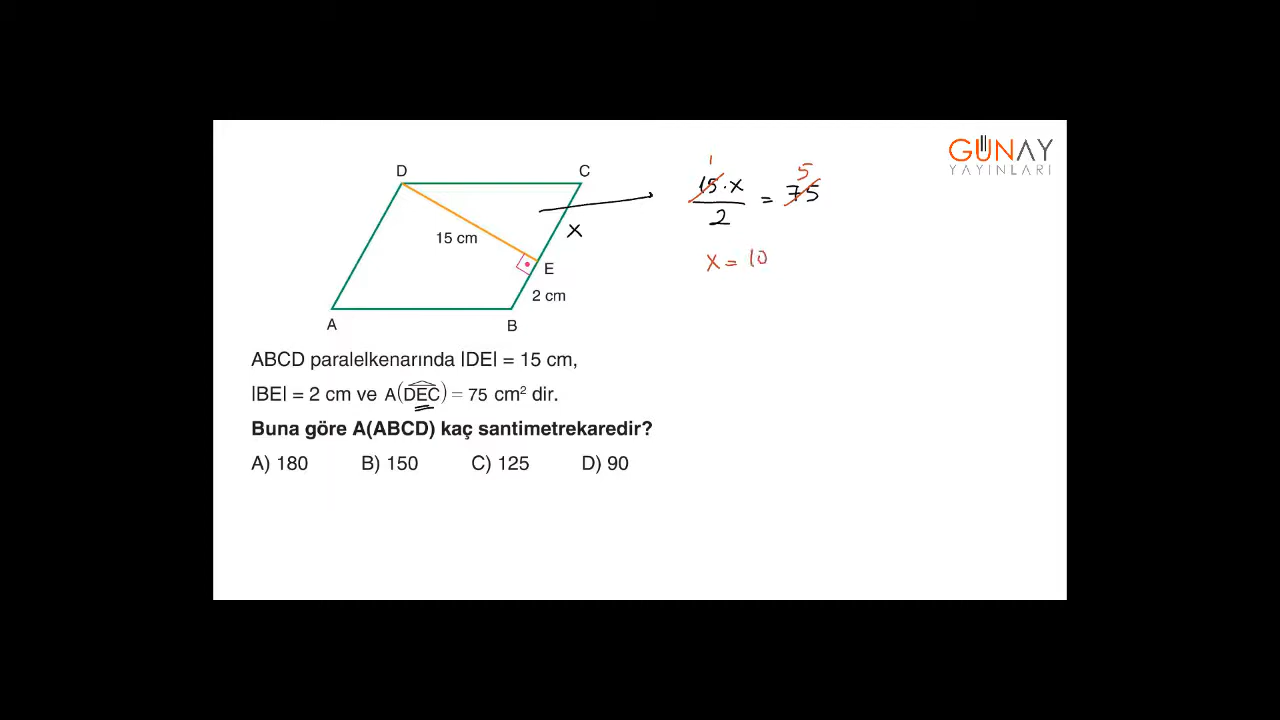 GÜNAY
YAYINLARI
D
C
15 cm
x
E
2 cm
A
B
1 5
15·x / 2 = 75
x = 10
ABCD paralelkenarında |DE| = 15 cm,
|BE| = 2 cm ve A(DEC) = 75 cm² dir.
Buna göre A(ABCD) kaç santimetrekaredir?
A) 180 B) 150 C) 125 D) 90